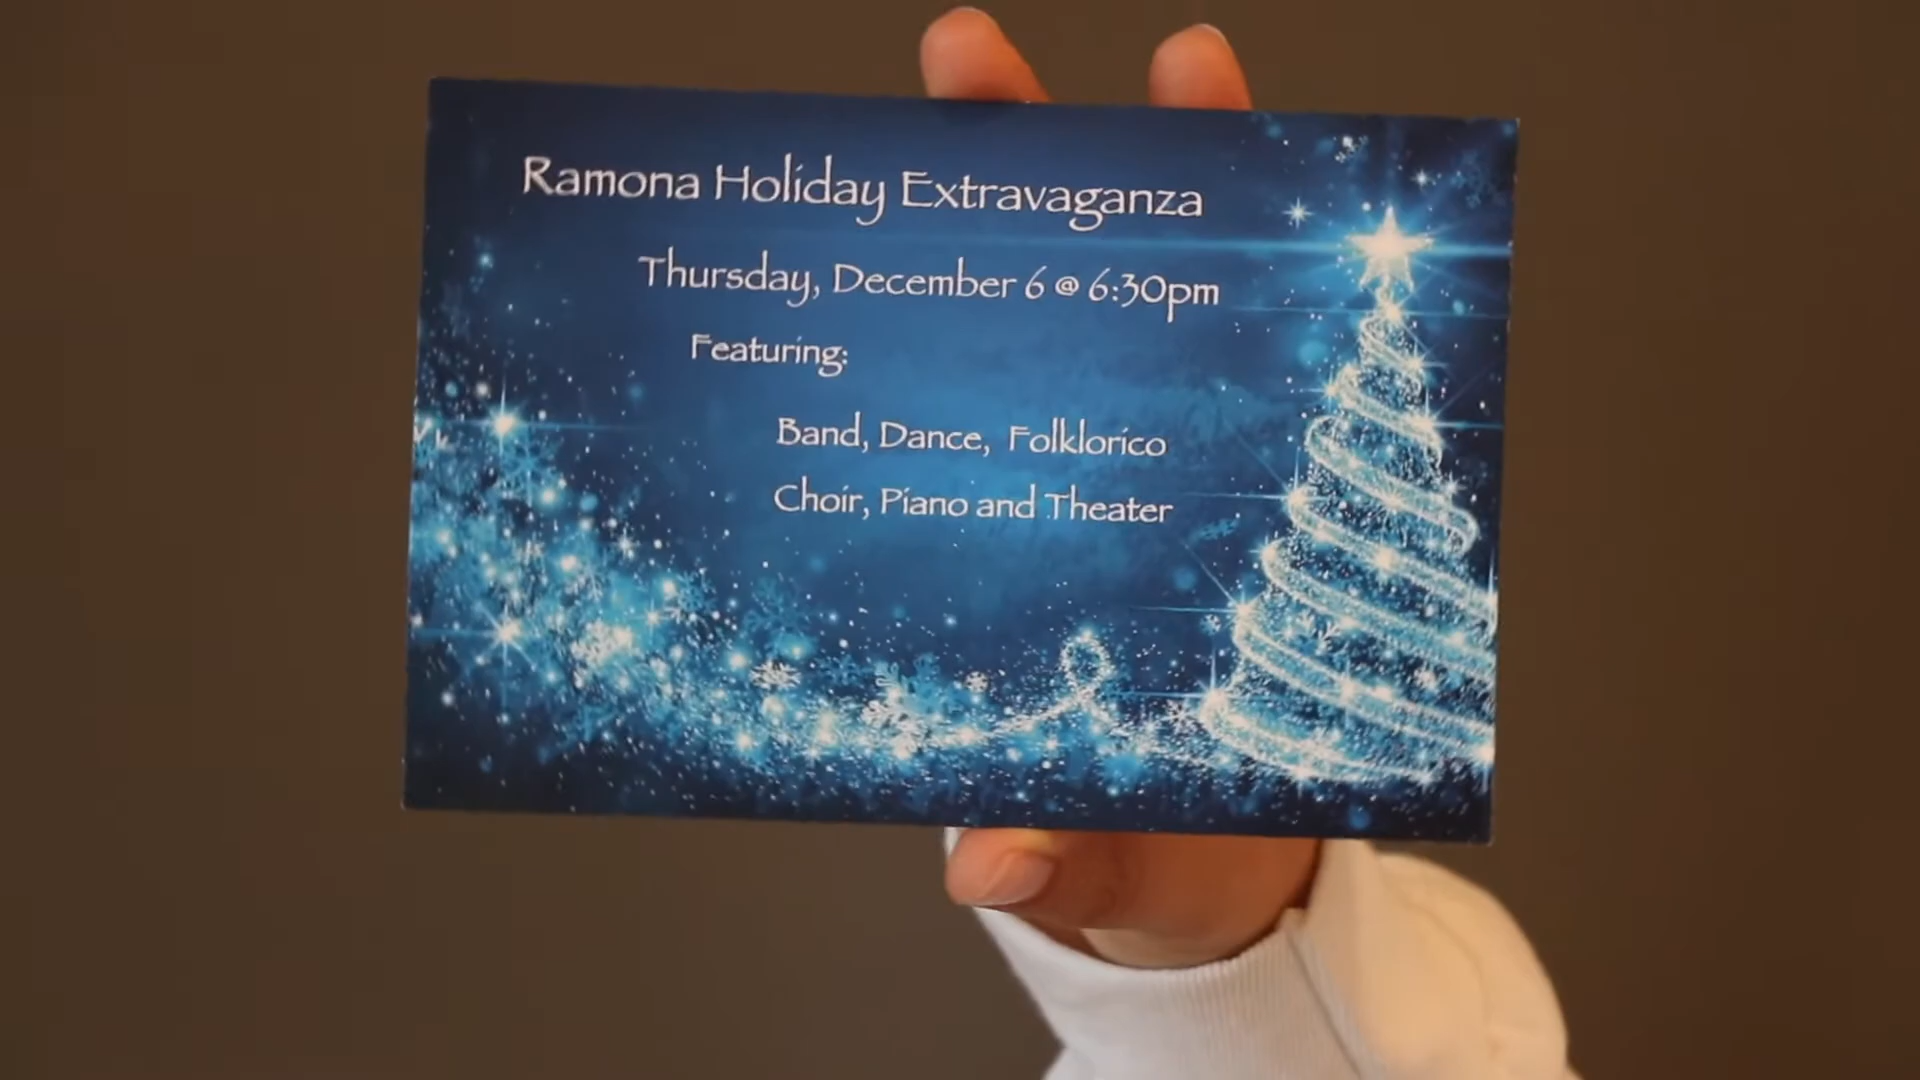 Ramona Holiday Extravaganza
Thursday, December 6 @ 6:30pm
Featuring:
Band, Dance, Folklorico
Choir, Piano and Theater